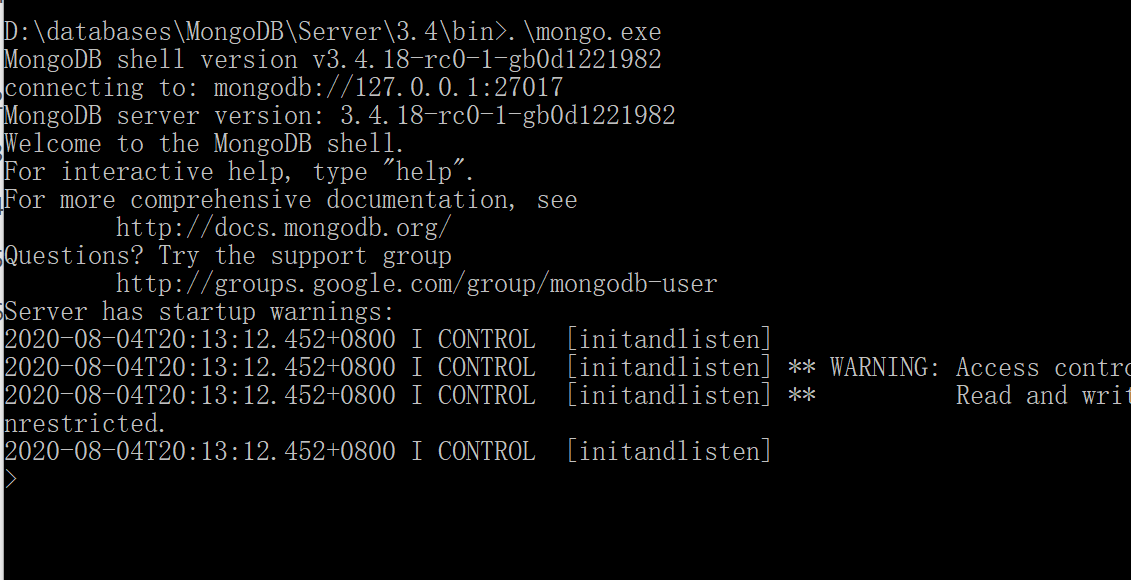 D:\databases\MongoDB\Server\3.4\bin>.\mongo.exe
MongoDB shell version v3.4.18-rc0-1-gb0d1221982
connecting to: mongodb://127.0.0.1:27017
MongoDB server version: 3.4.18-rc0-1-gb0d1221982
Welcome to the MongoDB shell.
For interactive help, type "help".
For more comprehensive documentation, see
        http://docs.mongodb.org/
Questions? Try the support group
        http://groups.google.com/group/mongodb-user
Server has startup warnings:
2020-08-04T20:13:12.452+0800 I CONTROL  [initandlisten]
2020-08-04T20:13:12.452+0800 I CONTROL  [initandlisten] ** WARNING: Access contro
2020-08-04T20:13:12.452+0800 I CONTROL  [initandlisten] **          Read and writ
nrestricted.
2020-08-04T20:13:12.452+0800 I CONTROL  [initandlisten]
>